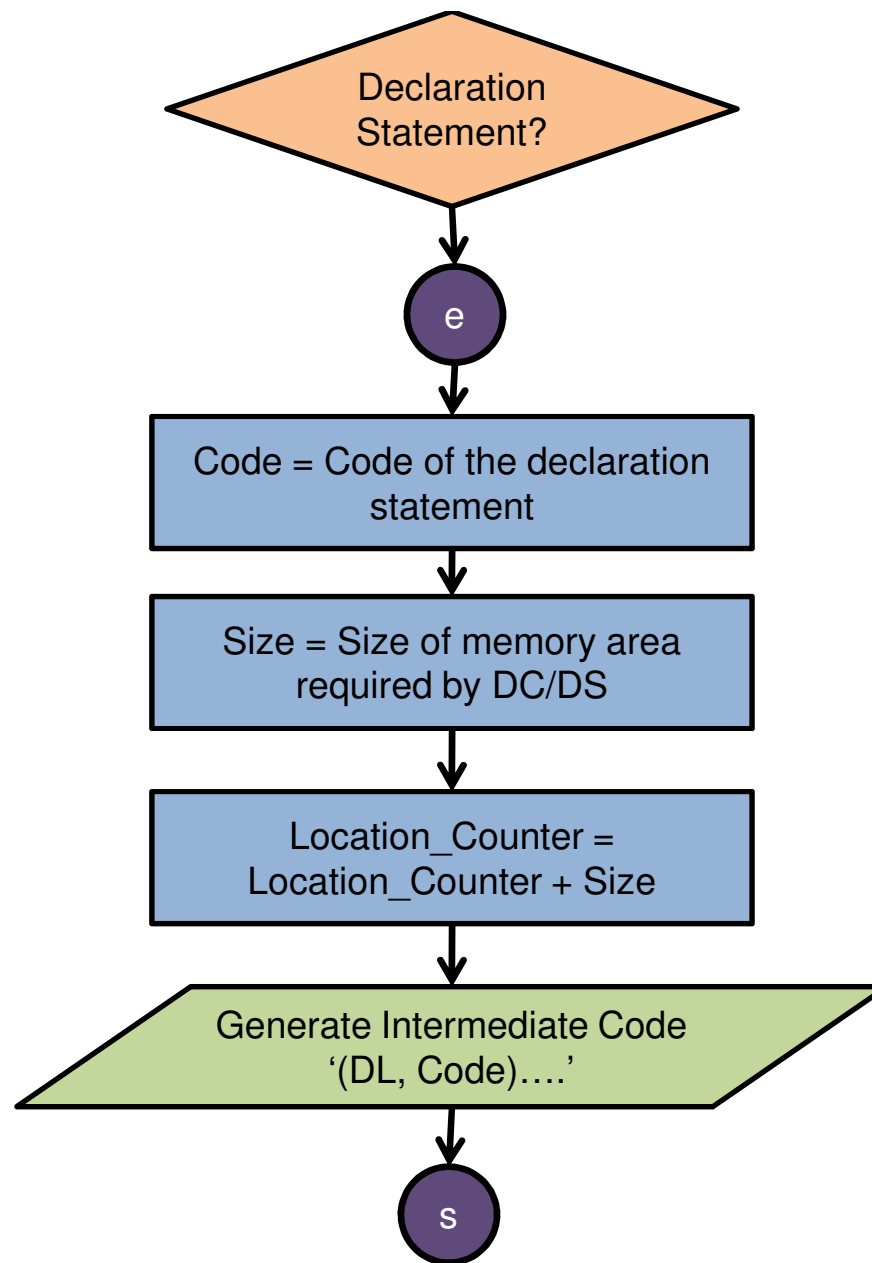 Declaration
Statement?
e
Code = Code of the declaration
statement
Size = Size of memory area
required by DC/DS
Location_Counter =
Location_Counter + Size
Generate Intermediate Code
‘(DL, Code)….’
s